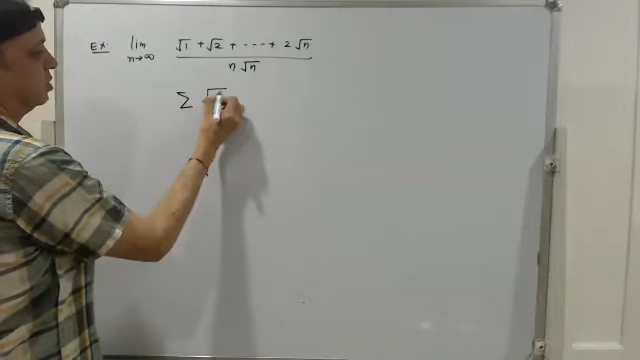 Ex. lim n→∞ √1 + √2 + ---- + 2 √n
n √n
Σ √